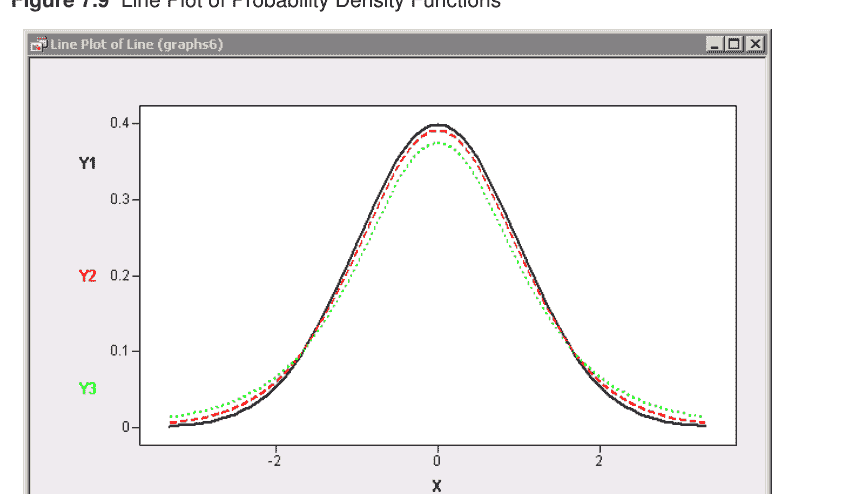 Figure 7.9 Line Plot of Probability Density Functions
Line Plot of Line (graphs6)
0.4
Y1
0.3
Y2
0.2
0.1
Y3
0
-2
0
2
X